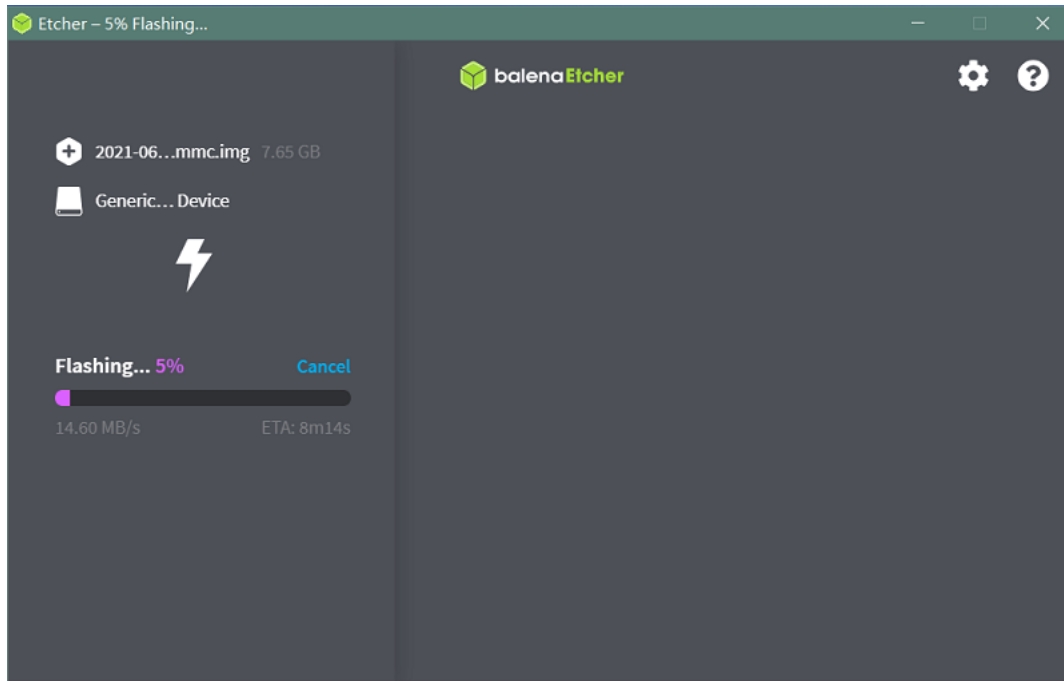 Etcher – 5% Flashing...
balenaEtcher
2021-06...mmc.img 7.65 GB
Generic... Device
Flashing... 5% Cancel
14.60 MB/s ETA: 8m14s